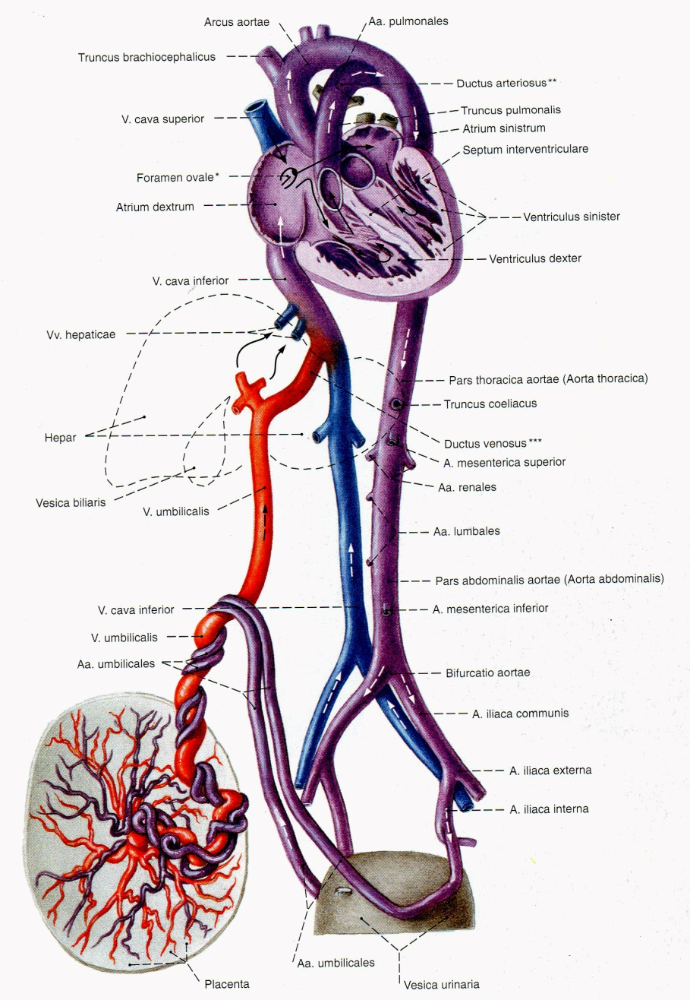 Arcus aortae
Aa. pulmonales
Truncus brachiocephalicus
Ductus arteriosus**
Truncus pulmonalis
V. cava superior
Atrium sinistrum
Septum interventriculare
Foramen ovale*
Atrium dextrum
Ventriculus sinister
Ventriculus dexter
V. cava inferior
Vv. hepaticae
Pars thoracica aortae (Aorta thoracica)
Truncus coeliacus
Hepar
Ductus venosus***
A. mesenterica superior
Aa. renales
Vesica biliaris
V. umbilicalis
Aa. lumbales
Pars abdominalis aortae (Aorta abdominalis)
V. cava inferior
A. mesenterica inferior
V. umbilicalis
Aa. umbilicales
Bifurcatio aortae
A. iliaca communis
A. iliaca externa
A. iliaca interna
Aa. umbilicales
Placenta
Vesica urinaria